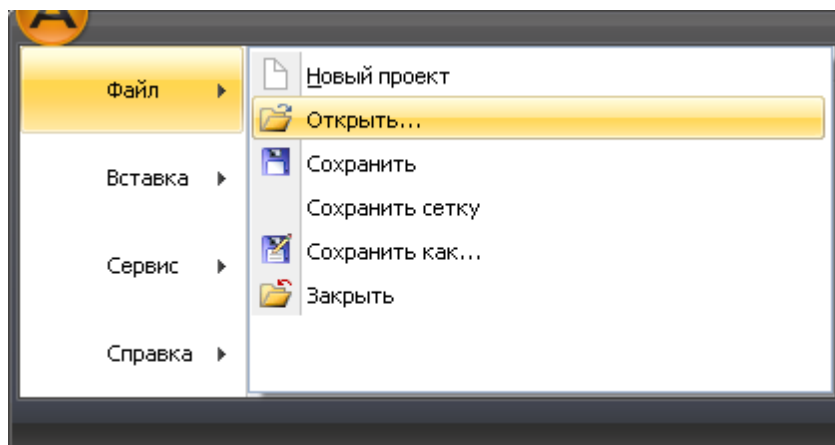 Файл
Вставка
Сервис
Справка
Новый проект
Открыть...
Сохранить
Сохранить сетку
Сохранить как...
Закрыть